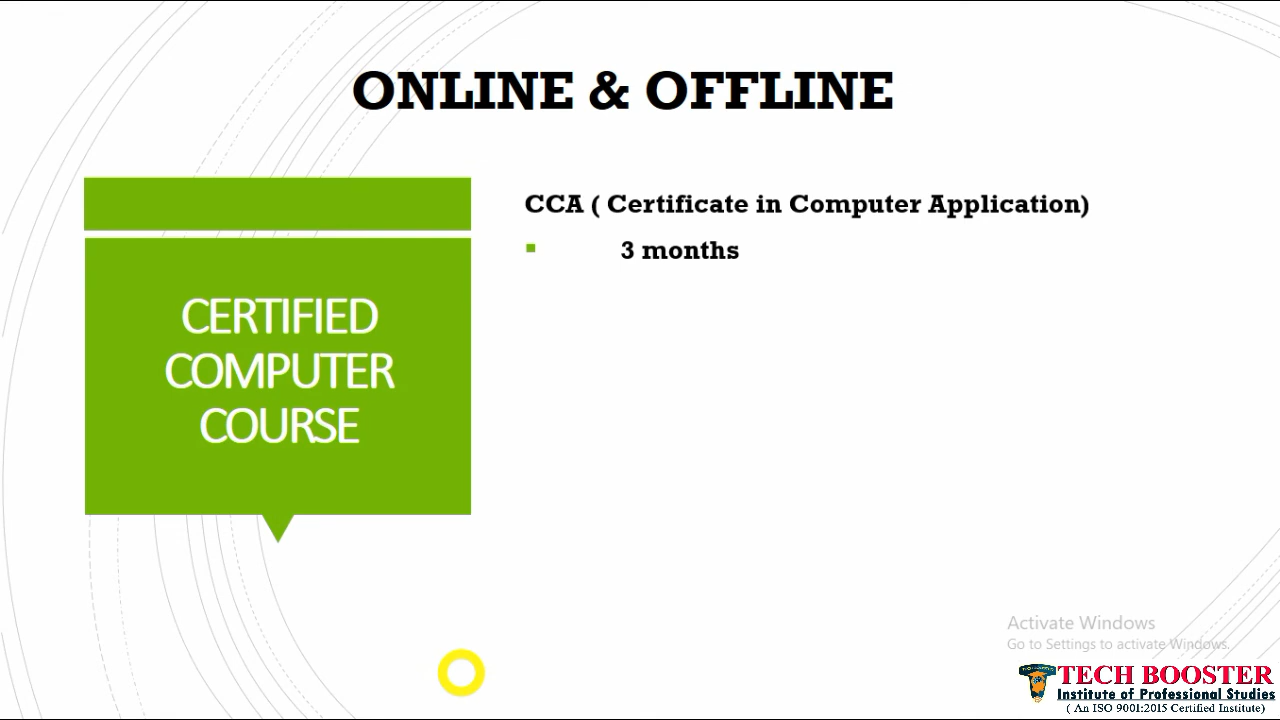 ONLINE & OFFLINE
CERTIFIED
COMPUTER
COURSE
CCA ( Certificate in Computer Application)
3 months
Activate Windows
Go to Settings to activate Windows.
TECH BOOSTER
Institute of Professional Studies
( An ISO 9001:2015 Certified Institute)